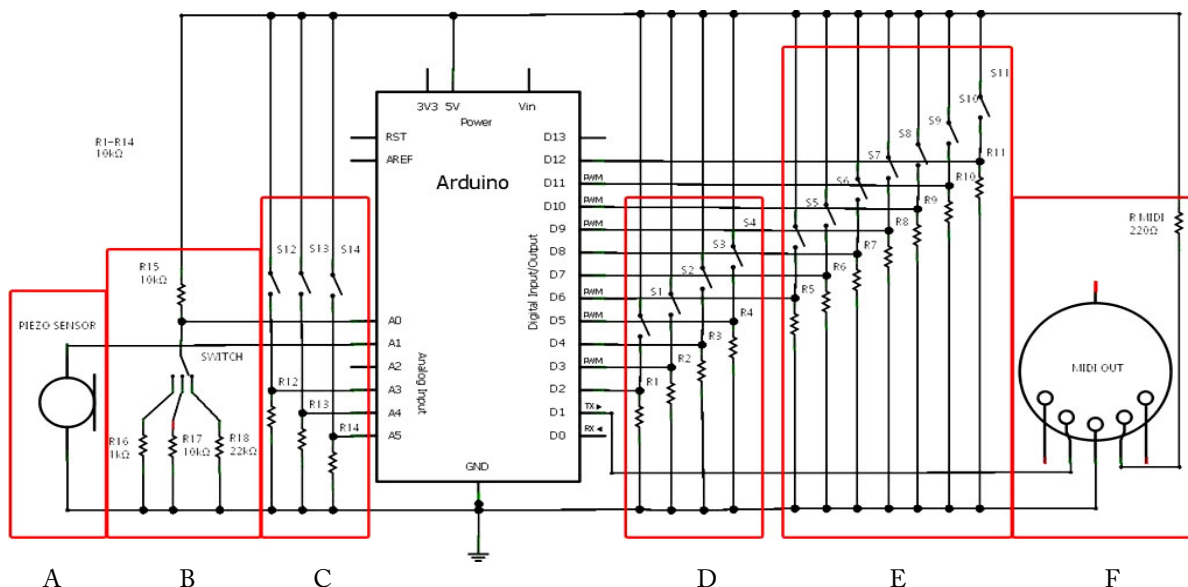 S11
S10
S9
S8
S7
S6
S5
S4
S3
S2
S1
3V3 5V
Vin
Power
R1-R14
10kΩ
RST
AREF
Arduino
D13
D12
D11
PWM
D10
PWM
D9
PWM
D8
D7
D6
PWM
D5
PWM
D4
D3
PWM
D2
D1
TX▶
D0
RX◀
Digital Input/Output
Analog Input
A0
A1
A2
A3
A4
A5
GND
R11
R10
R9
R8
R7
R6
R5
R4
R3
R2
R1
S12
S13
S14
R12
R13
R14
R15
10kΩ
SWITCH
R16
1kΩ
R17
10kΩ
R18
22kΩ
PIEZO SENSOR
R MIDI
220Ω
MIDI OUT
A B C D E F